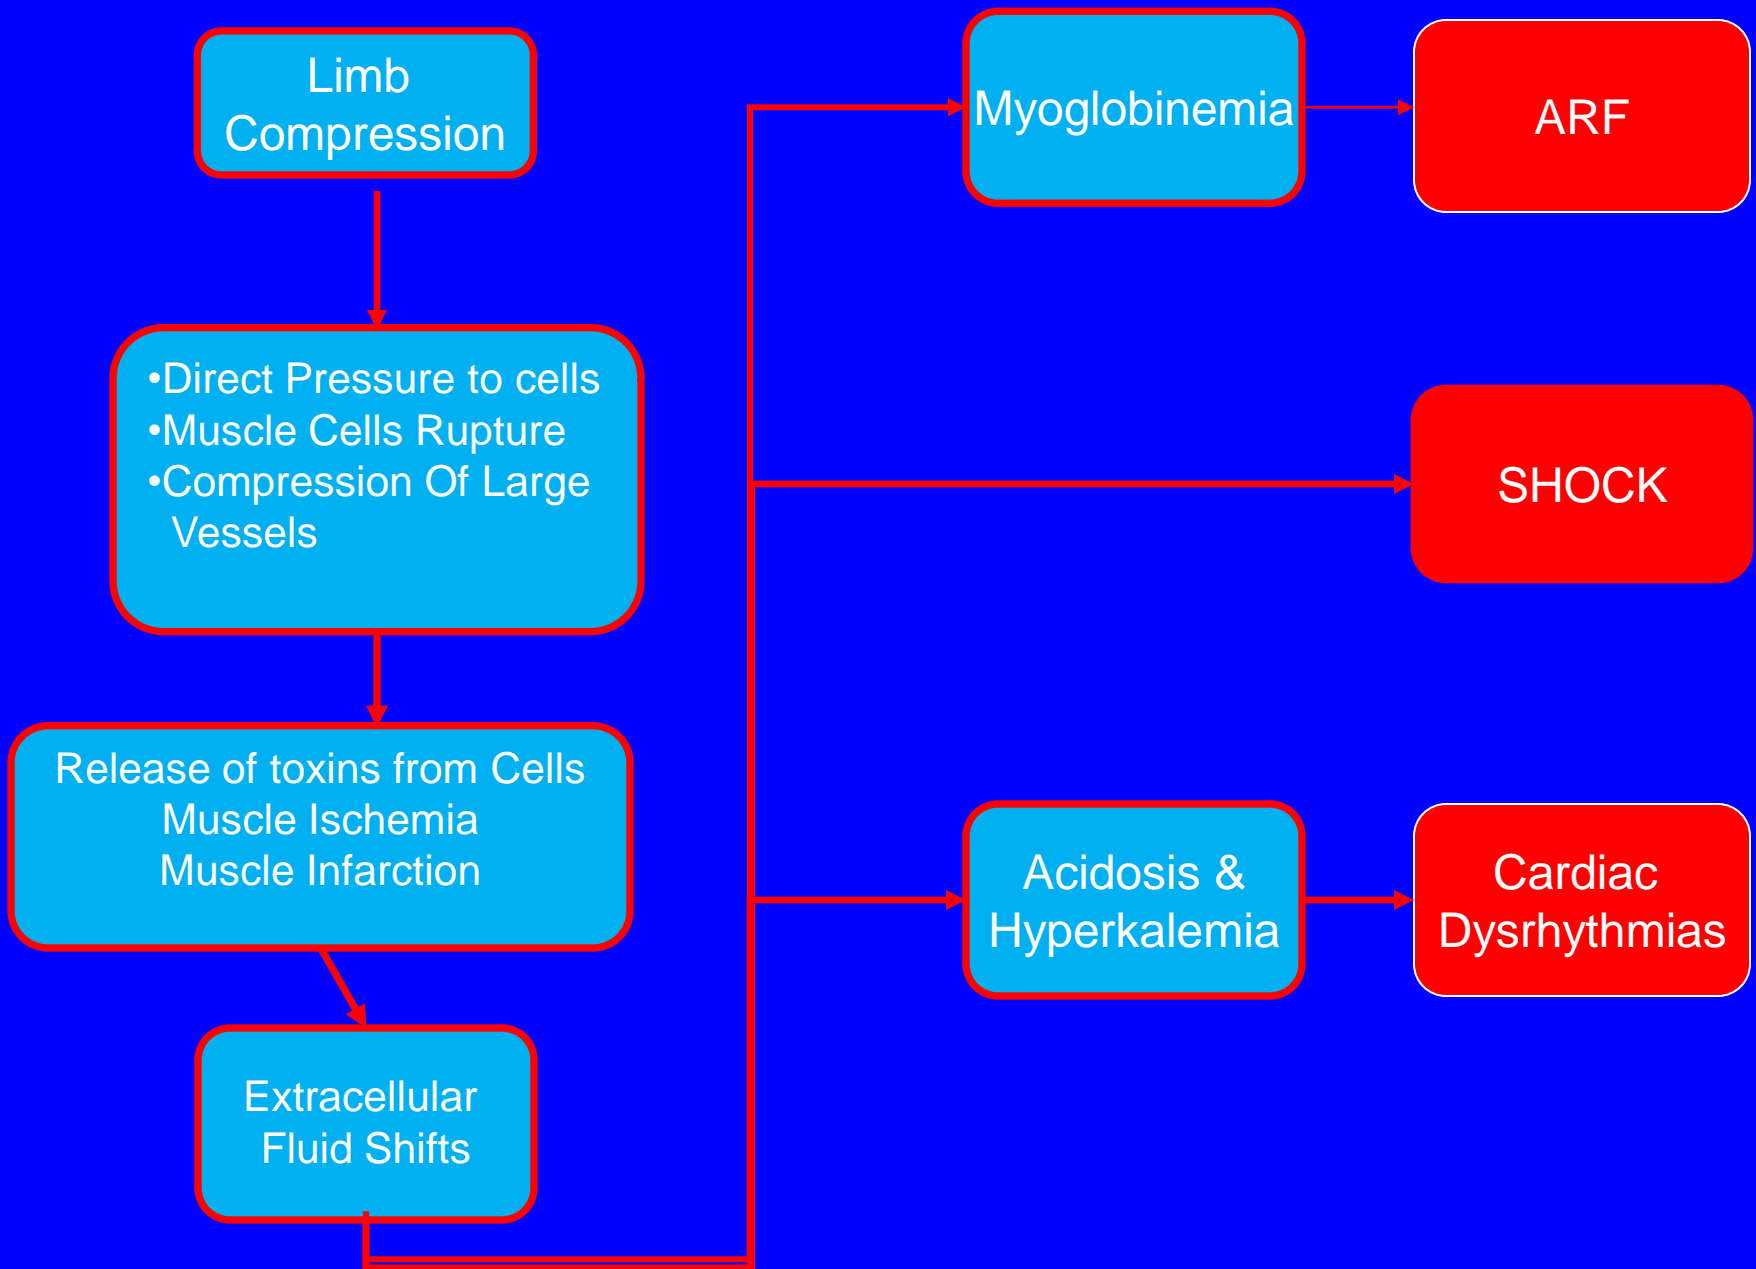 Limb
Compression
•Direct Pressure to cells
•Muscle Cells Rupture
•Compression Of Large
Vessels
Release of toxins from Cells
Muscle Ischemia
Muscle Infarction
Extracellular
Fluid Shifts
Myoglobinemia
ARF
SHOCK
Acidosis &
Hyperkalemia
Cardiac
Dysrhythmias